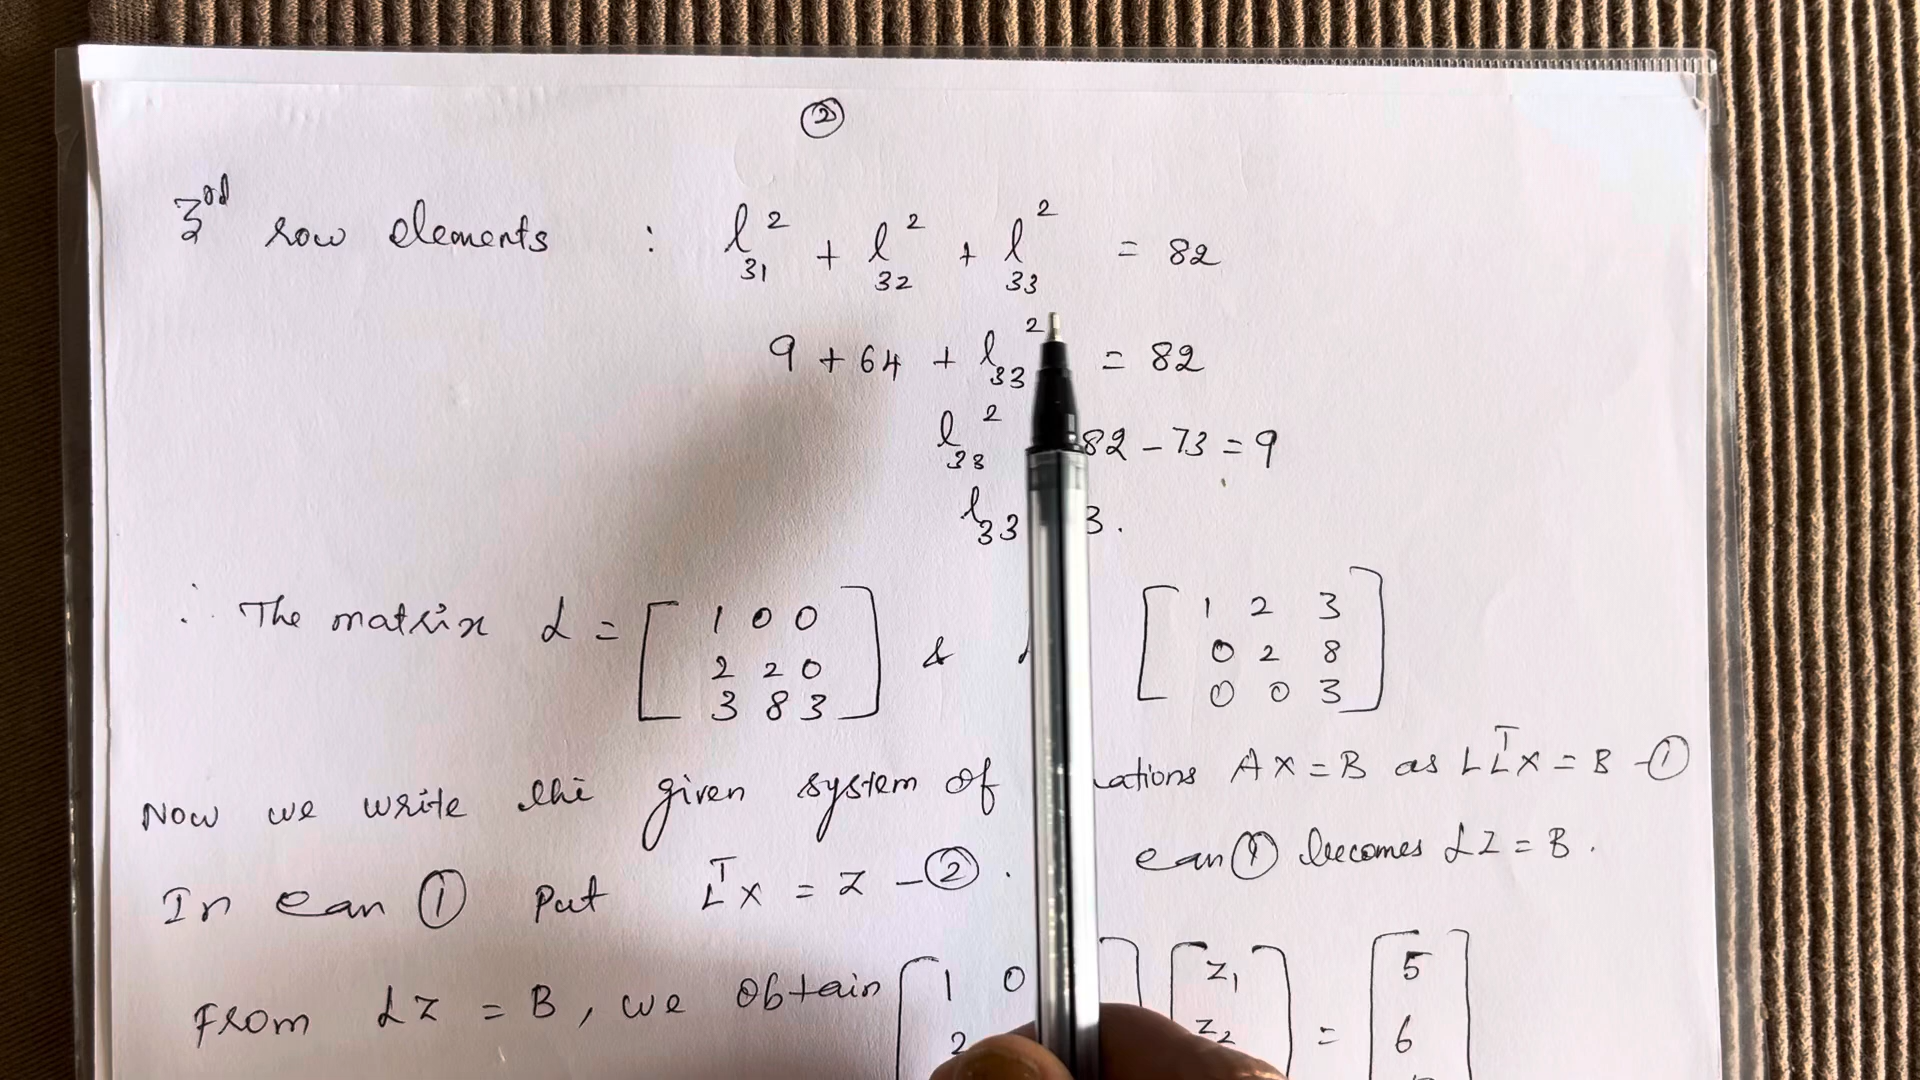 ②
3rd row elements : l31² + l32² + l33² = 82
9 + 64 + l33² = 82
l33² 82 - 73 = 9
l33 3.
∴ The matrix L = [ 1 0 0 & [ 1 2 3
2 2 0 0 2 8
3 8 3 ] 0 0 3 ]
Now we write the given system of ations AX = B as LLᵀX = B -①
In eqn ① put LᵀX = Z -②. eqn ① becomes LZ = B.
From LZ = B, we obtain [ 1 0 [ z1 ] = [ 5
2 z2 6